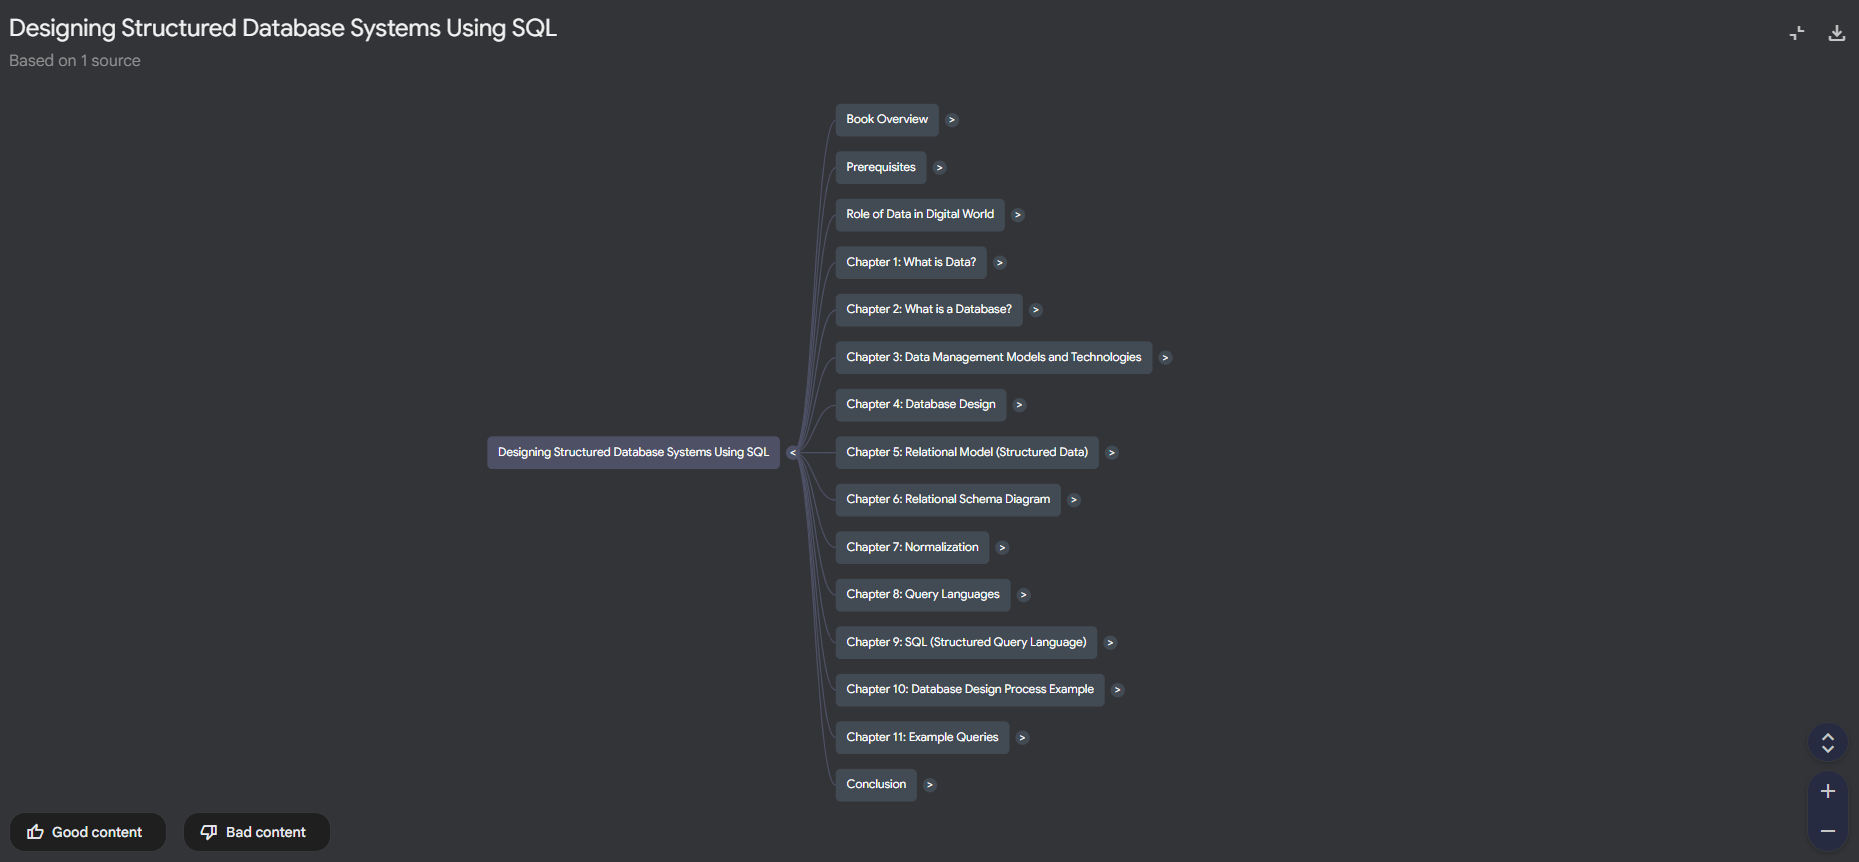 Designing Structured Database Systems Using SQL
Based on 1 source
Book Overview
Prerequisites
Role of Data in Digital World
Chapter 1: What is Data?
Chapter 2: What is a Database?
Chapter 3: Data Management Models and Technologies
Chapter 4: Database Design
Designing Structured Database Systems Using SQL
Chapter 5: Relational Model (Structured Data)
Chapter 6: Relational Schema Diagram
Chapter 7: Normalization
Chapter 8: Query Languages
Chapter 9: SQL (Structured Query Language)
Chapter 10: Database Design Process Example
Chapter 11: Example Queries
Conclusion
Good content
Bad content